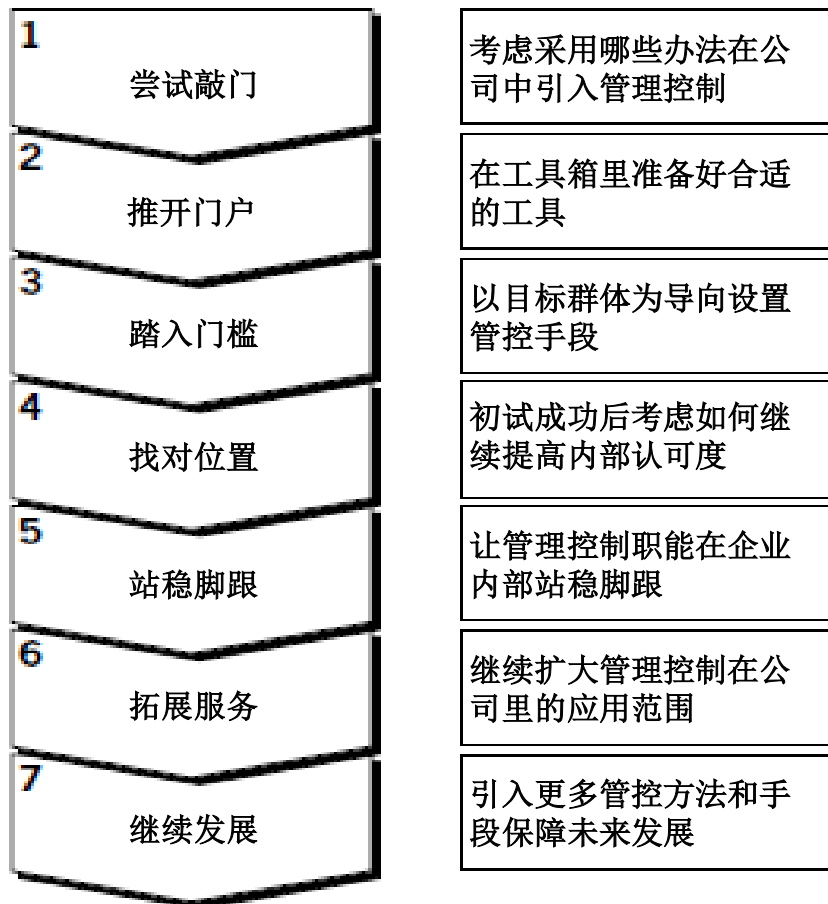 1
尝试敲门
考虑采用哪些办法在公
司中引入管理控制
2
推开门户
在工具箱里准备好合适
的工具
3
踏入门槛
以目标群体为导向设置
管控手段
4
找对位置
初试成功后考虑如何继
续提高内部认可度
5
站稳脚跟
让管理控制职能在企业
内部站稳脚跟
6
拓展服务
继续扩大管理控制在公
司里的应用范围
7
继续发展
引入更多管控方法和手
段保障未来发展